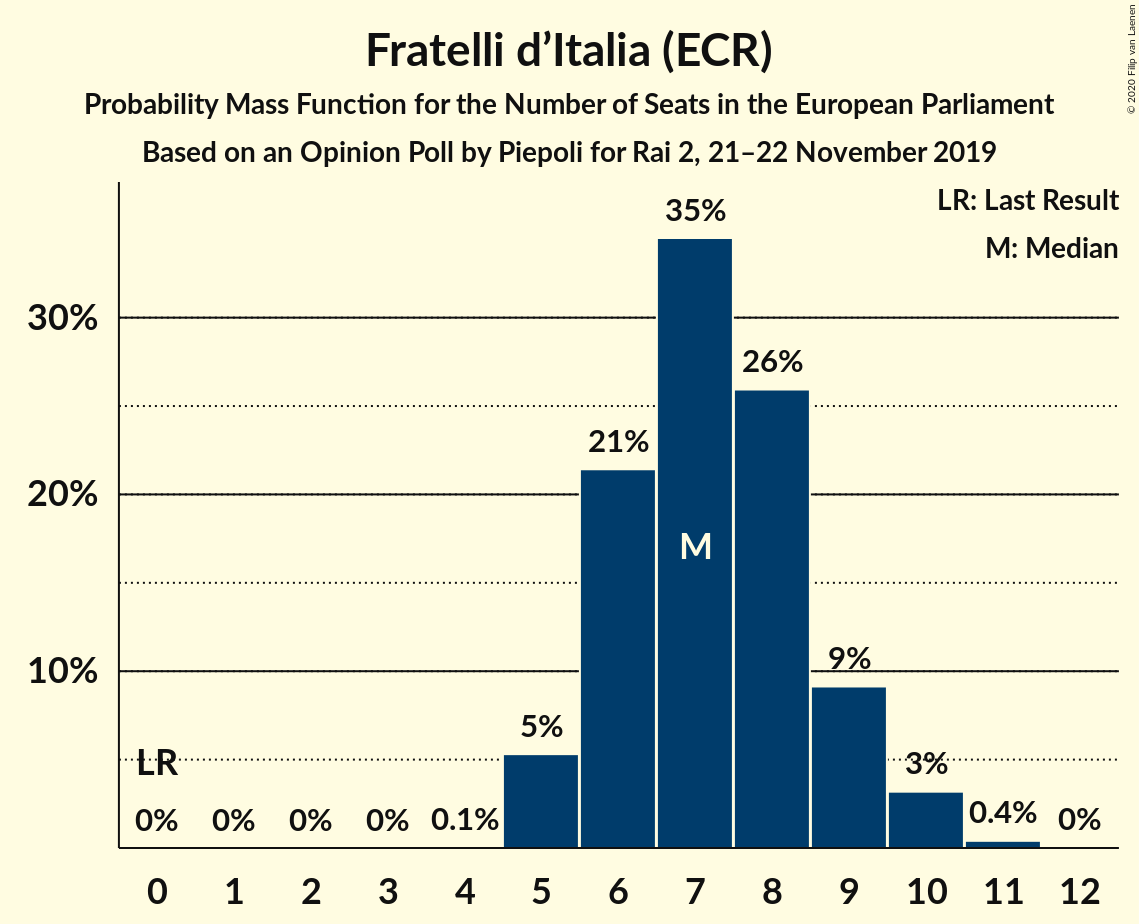 Fratelli d’Italia (ECR)
Probability Mass Function for the Number of Seats in the European Parliament
Based on an Opinion Poll by Piepoli for Rai 2, 21–22 November 2019
© 2020 Filip van Laenen
LR: Last Result
M: Median
35%
30%
26%
21%
20%
M
10%
9%
5%
LR
3%
0% 0% 0% 0% 0.1% 0.4% 0%
0 1 2 3 4 5 6 7 8 9 10 11 12